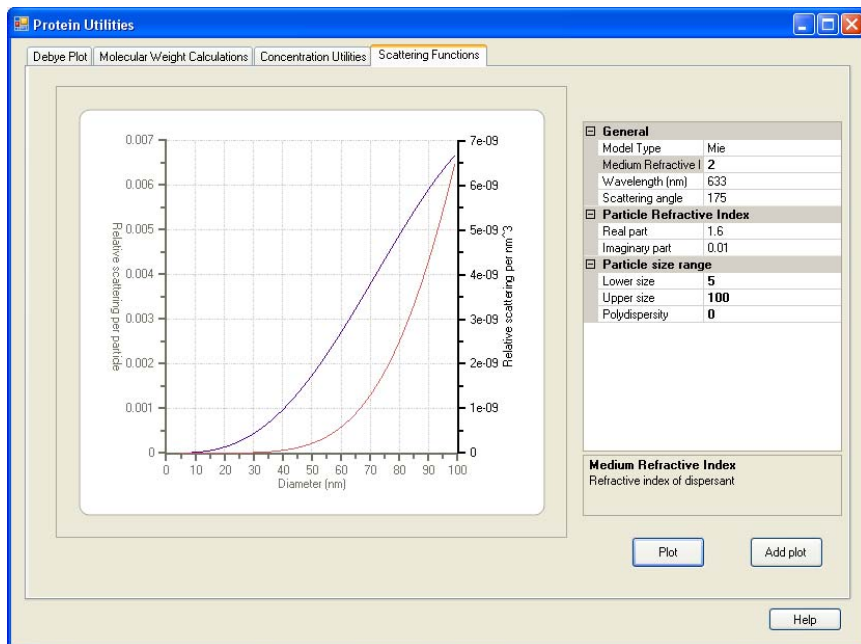 Protein Utilities
Debye Plot Molecular Weight Calculations Concentration Utilities Scattering Functions
0.007
0.006
0.005
0.004
0.003
0.002
0.001
0
Relative scattering per particle
7e-09
6e-09
5e-09
4e-09
3e-09
2e-09
1e-09
0
Relative scattering per nm^3
0 10 20 30 40 50 60 70 80 90 100
Diameter (nm)
General
Model Type Mie
Medium Refractive I 2
Wavelength (nm) 633
Scattering angle 175
Particle Refractive Index
Real part 1.6
Imaginary part 0.01
Particle size range
Lower size 5
Upper size 100
Polydispersity 0
Medium Refractive Index
Refractive index of dispersant
Plot Add plot
Help